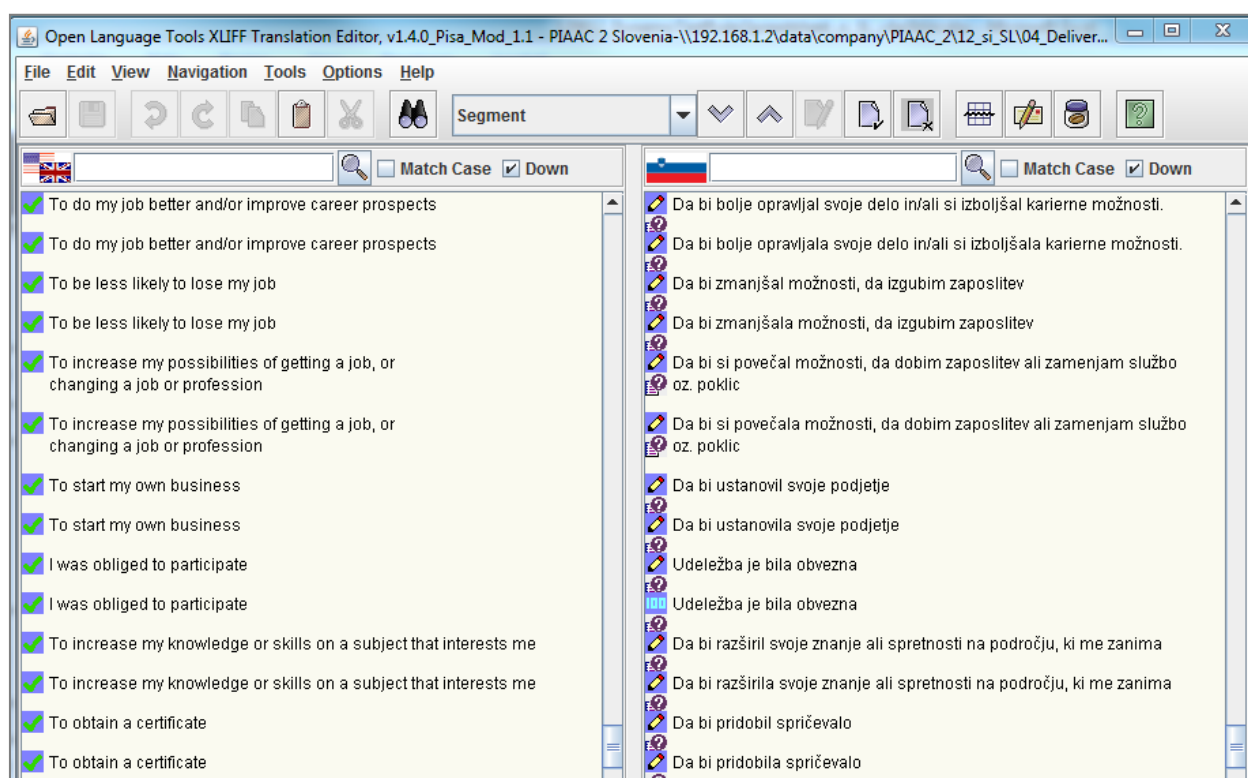 Open Language Tools XLIFF Translation Editor, v1.4.0_Pisa_Mod_1.1 - PIAAC 2 Slovenia-\\192.168.1.2\data\company\PIAAC_2\12_si_SL\04_Deliver...
File Edit View Navigation Tools Options Help
Segment
Match Case Down
Match Case Down
To do my job better and/or improve career prospects
To do my job better and/or improve career prospects
To be less likely to lose my job
To be less likely to lose my job
To increase my possibilities of getting a job, or
changing a job or profession
To increase my possibilities of getting a job, or
changing a job or profession
To start my own business
To start my own business
I was obliged to participate
I was obliged to participate
To increase my knowledge or skills on a subject that interests me
To increase my knowledge or skills on a subject that interests me
To obtain a certificate
To obtain a certificate
Da bi bolje opravljal svoje delo in/ali si izboljšal karierne možnosti.
Da bi bolje opravljala svoje delo in/ali si izboljšala karierne možnosti.
Da bi zmanjšal možnosti, da izgubim zaposlitev
Da bi zmanjšala možnosti, da izgubim zaposlitev
Da bi si povečal možnosti, da dobim zaposlitev ali zamenjam službo
oz. poklic
Da bi si povečala možnosti, da dobim zaposlitev ali zamenjam službo
oz. poklic
Da bi ustanovil svoje podjetje
Da bi ustanovila svoje podjetje
Udeležba je bila obvezna
100 Udeležba je bila obvezna
Da bi razširil svoje znanje ali spretnosti na področju, ki me zanima
Da bi razširila svoje znanje ali spretnosti na področju, ki me zanima
Da bi pridobil spričevalo
Da bi pridobila spričevalo